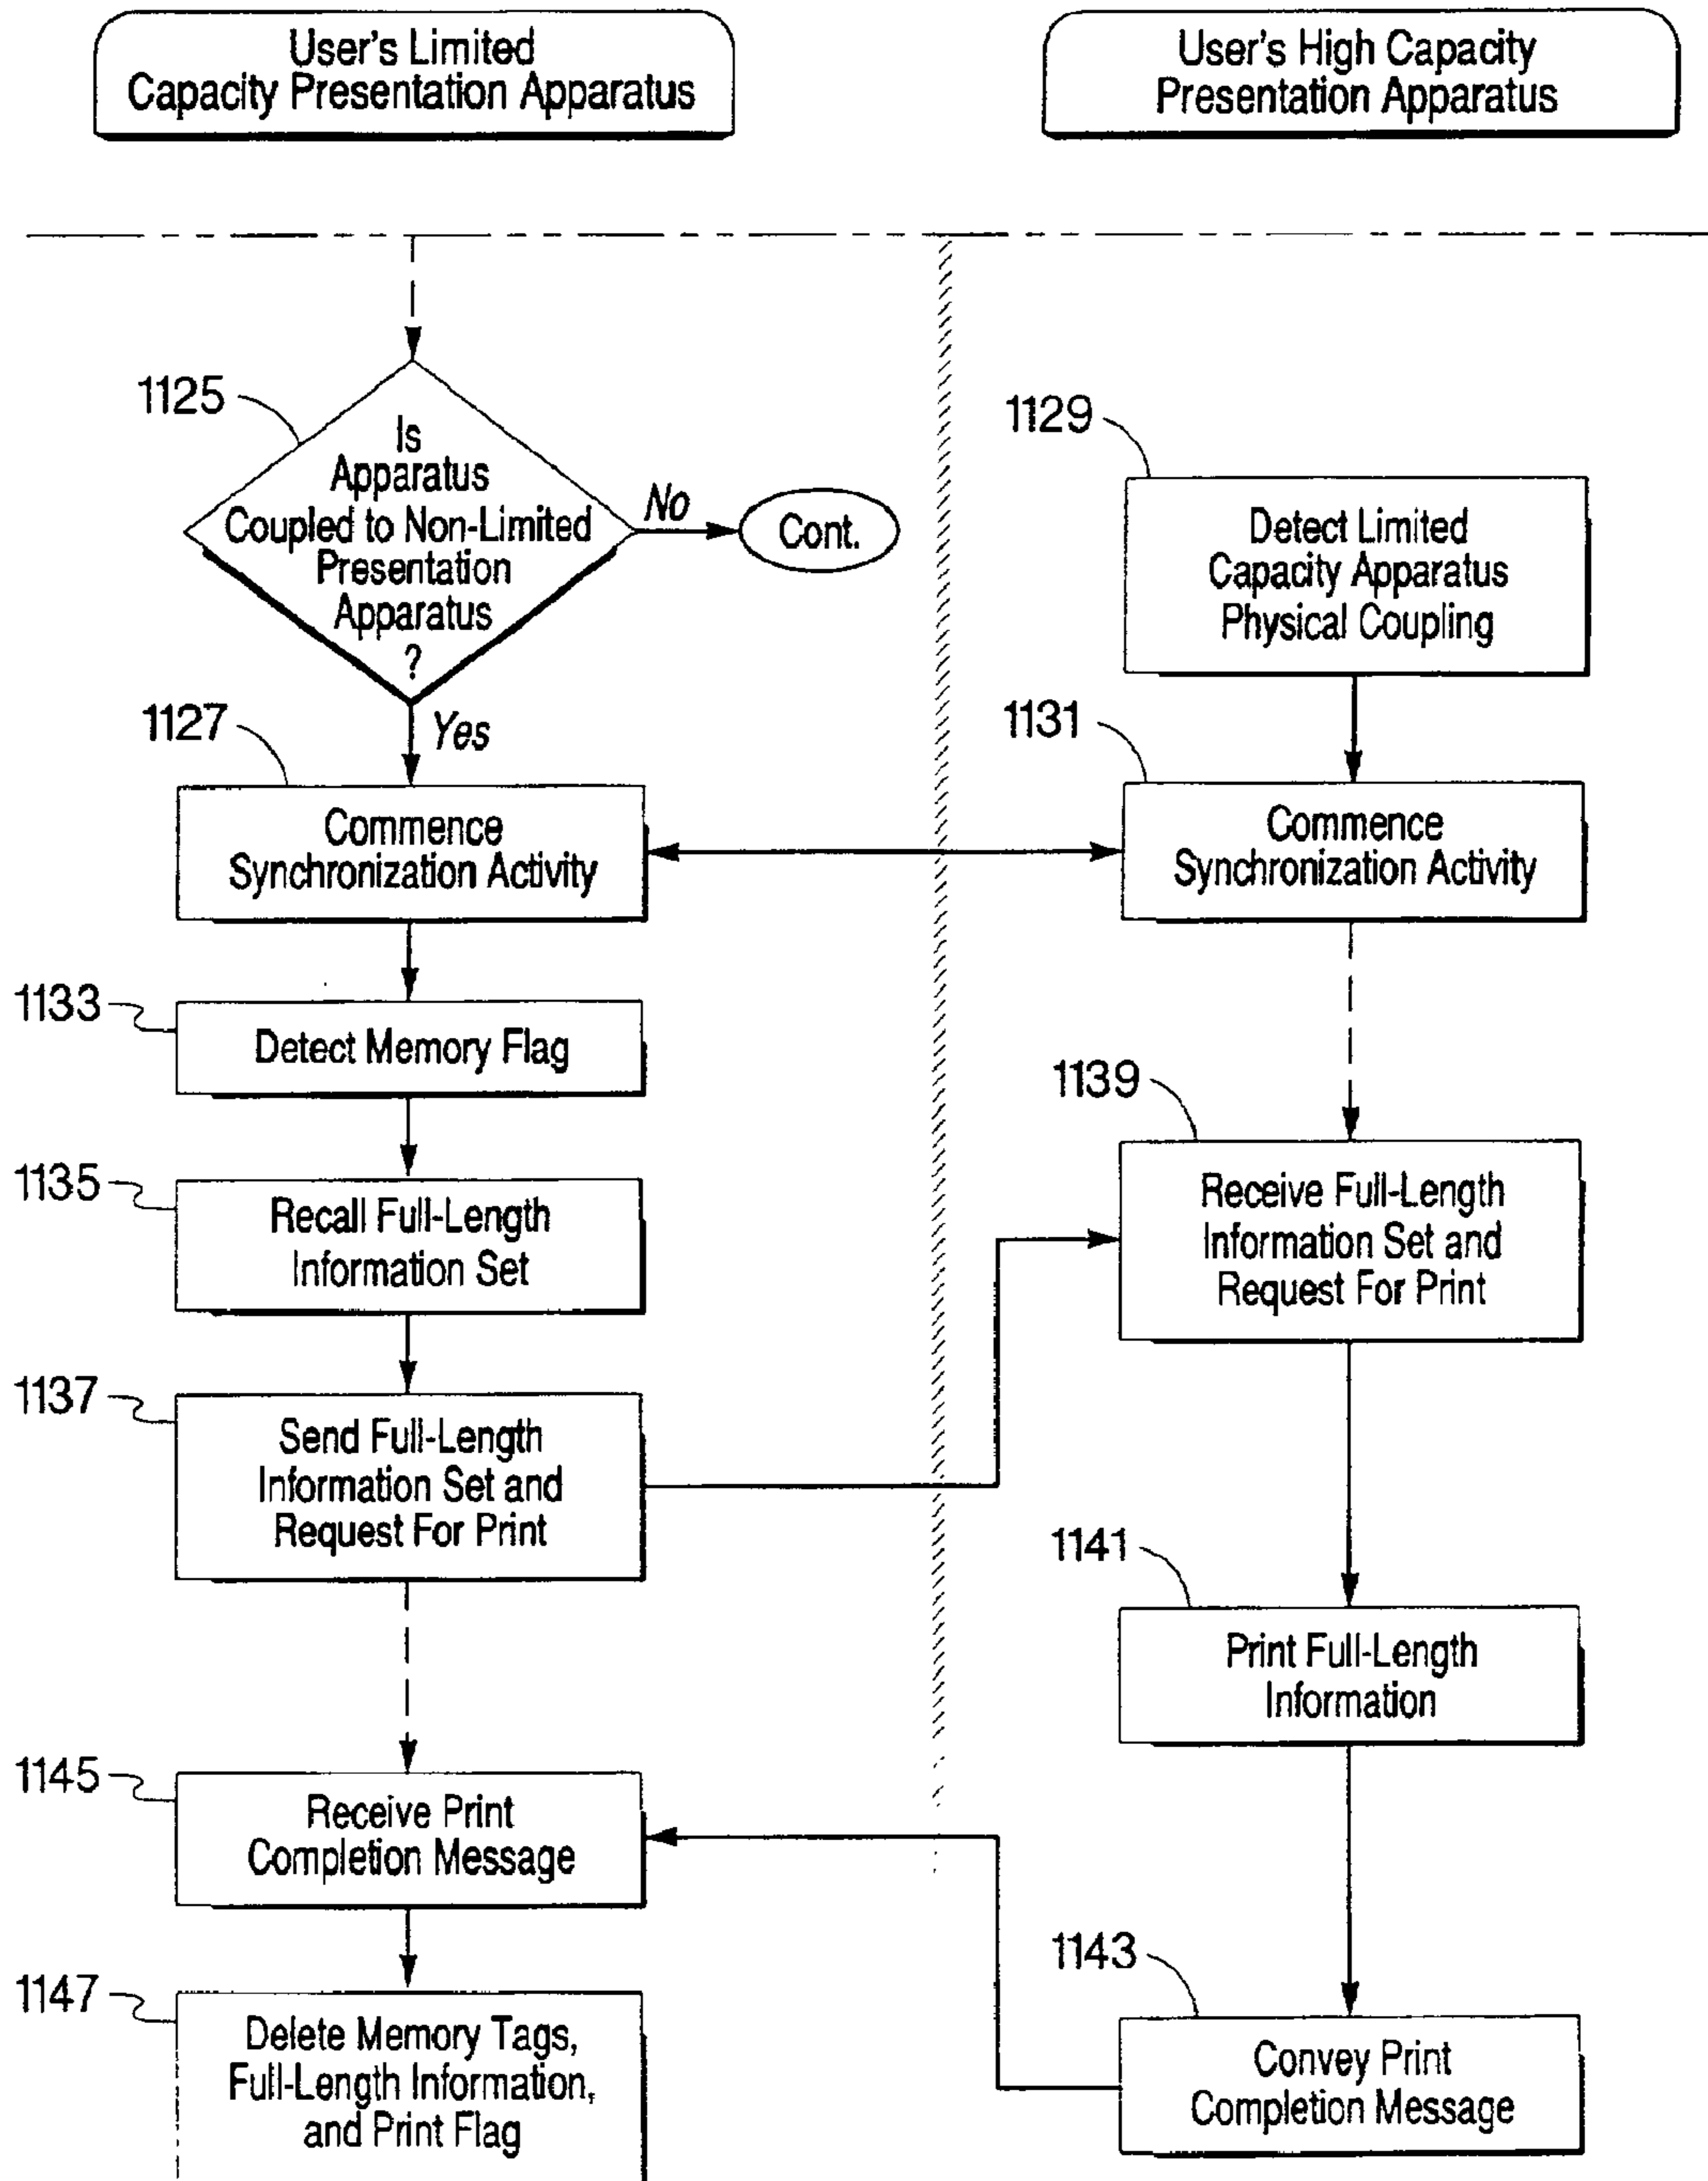 User's Limited
Capacity Presentation Apparatus
User's High Capacity
Presentation Apparatus
1125
Is
Apparatus
Coupled to Non-Limited
Presentation
Apparatus
?
No
Cont.
Yes
1129
Detect Limited
Capacity Apparatus
Physical Coupling
1127
Commence
Synchronization Activity
1131
Commence
Synchronization Activity
1133
Detect Memory Flag
1135
Recall Full-Length
Information Set
1137
Send Full-Length
Information Set and
Request For Print
1139
Receive Full-Length
Information Set and
Request For Print
1141
Print Full-Length
Information
1145
Receive Print
Completion Message
1143
Convey Print
Completion Message
1147
Delete Memory Tags,
Full-Length Information,
and Print Flag